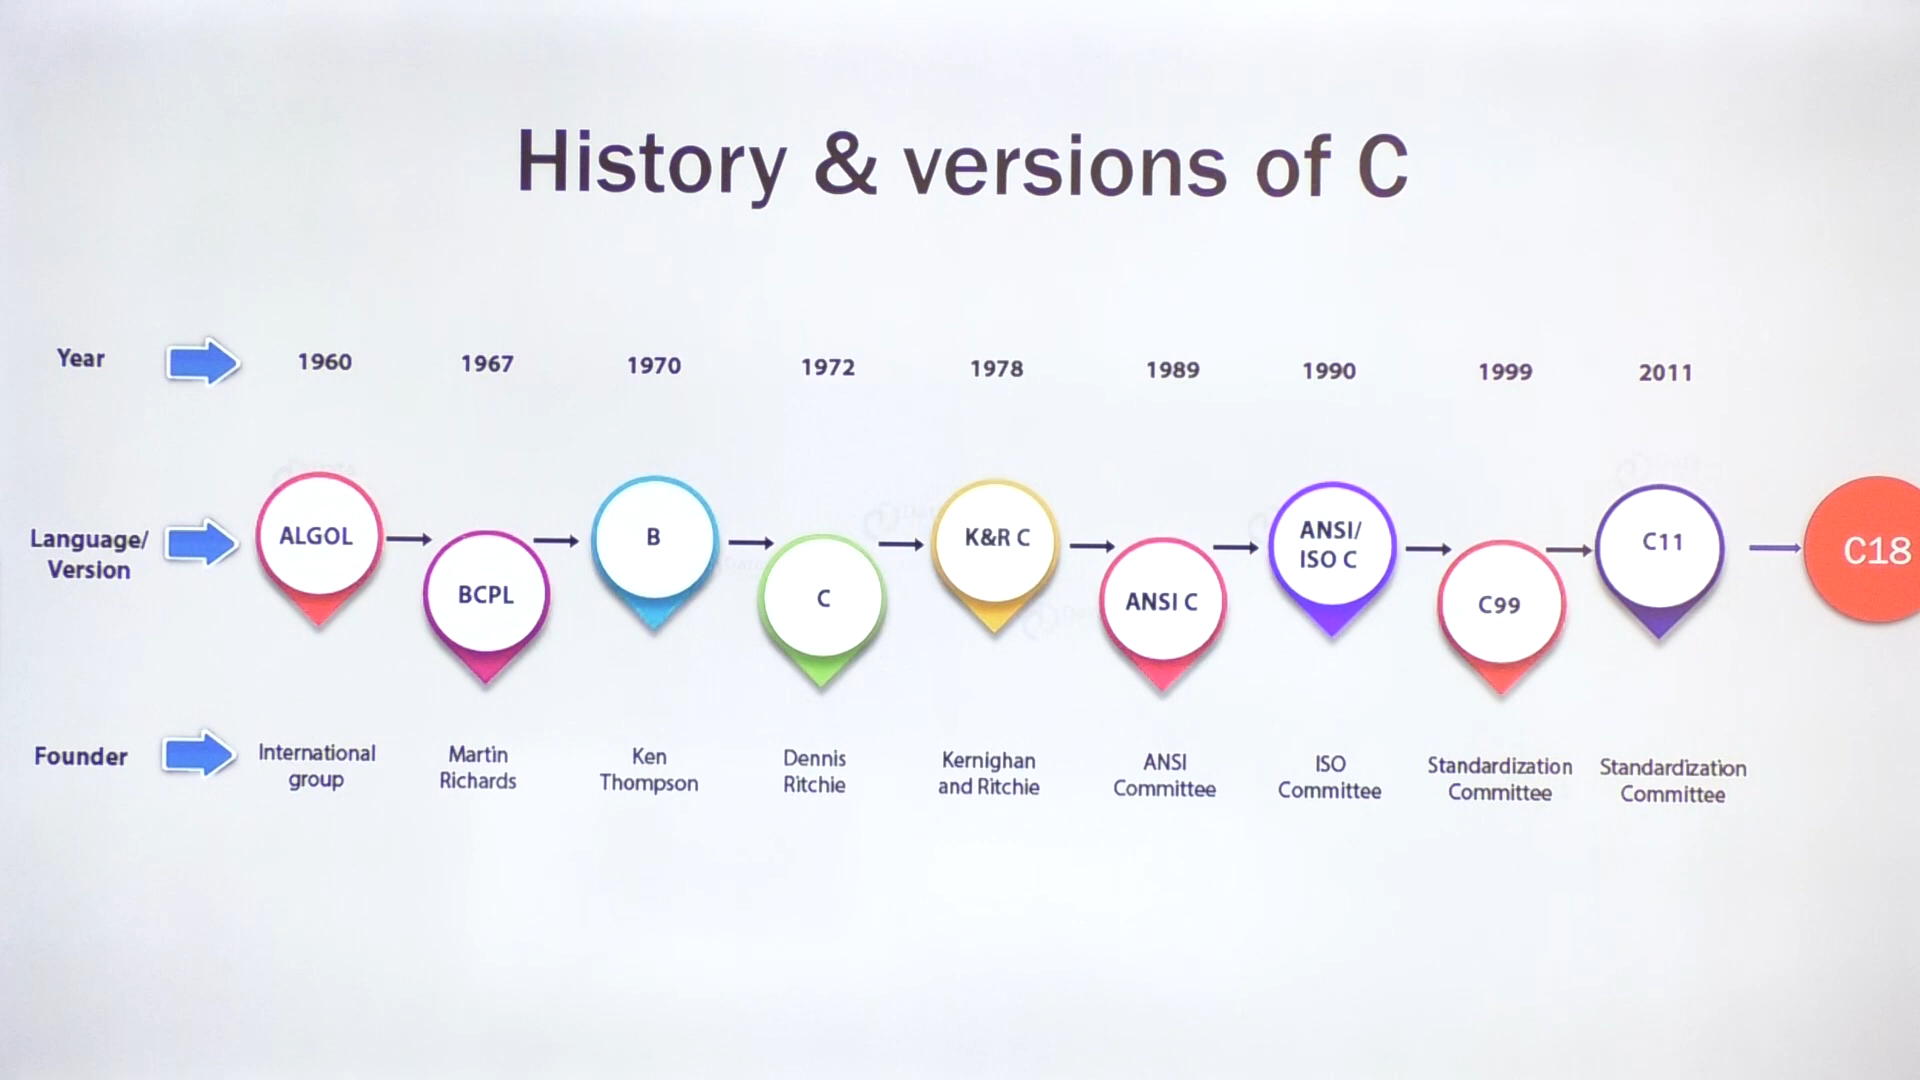 History & versions of C
Year
1960
1967
1970
1972
1978
1989
1990
1999
2011
Language/
Version
ALGOL
BCPL
B
C
K&R C
ANSI C
ANSI/
ISO C
C99
C11
C18
Founder
International
group
Martin
Richards
Ken
Thompson
Dennis
Ritchie
Kernighan
and Ritchie
ANSI
Committee
ISO
Committee
Standardization
Committee
Standardization
Committee